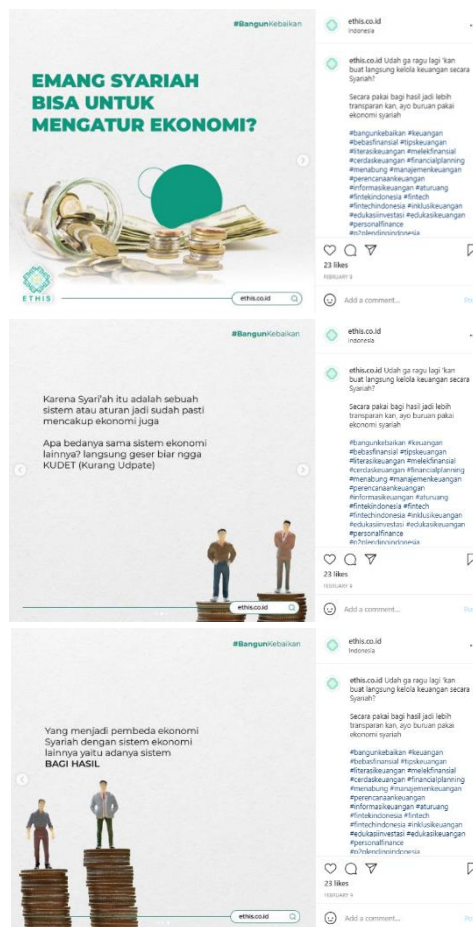 #BangunKebaikan
EMANG SYARIAH
BISA UNTUK
MENGATUR EKONOMI?
ETHIS
ethis.co.id
ethis.co.id
Indonesia
ethis.co.id Udah ga ragu lagi 'kan
buat langsung kelola keuangan secara
Syariah?
Secara pakai bagi hasil jadi lebih
transparan kan, ayo buruan pakai
ekonomi syariah
#bangunkebaikan #keuangan
#bebasfinansial #tipskeuangan
#literasikeuangan #melekfinansial
#cerdaskeuangan #financialplanning
#menabung #manajemenkeuangan
#perencanaankeuangan
#informasikeuangan #aturuang
#fintekindonesia #fintech
#fintechindonesia #inklusikeuangan
#edukasiinvestasi #edukasikeuangan
#personalfinance
#p2plendingindonesia
23 likes
Add a comment...
#BangunKebaikan
Karena Syari'ah itu adalah sebuah
sistem atau aturan jadi sudah pasti
mencakup ekonomi juga
Apa bedanya sama sistem ekonomi
lainnya? langsung geser biar ngga
KUDET (Kurang Udpate)
ethis.co.id
ethis.co.id
Indonesia
ethis.co.id Udah ga ragu lagi 'kan
buat langsung kelola keuangan secara
Syariah?
Secara pakai bagi hasil jadi lebih
transparan kan, ayo buruan pakai
ekonomi syariah
#bangunkebaikan #keuangan
#bebasfinansial #tipskeuangan
#literasikeuangan #melekfinansial
#cerdaskeuangan #financialplanning
#menabung #manajemenkeuangan
#perencanaankeuangan
#informasikeuangan #aturuang
#fintekindonesia #fintech
#fintechindonesia #inklusikeuangan
#edukasiinvestasi #edukasikeuangan
#personalfinance
#p2plendingindonesia
23 likes
Add a comment...
#BangunKebaikan
Yang menjadi pembeda ekonomi
Syariah dengan sistem ekonomi
lainnya yaitu adanya sistem
BAGI HASIL
ethis.co.id
ethis.co.id
Indonesia
ethis.co.id Udah ga ragu lagi 'kan
buat langsung kelola keuangan secara
Syariah?
Secara pakai bagi hasil jadi lebih
transparan kan, ayo buruan pakai
ekonomi syariah
#bangunkebaikan #keuangan
#bebasfinansial #tipskeuangan
#literasikeuangan #melekfinansial
#cerdaskeuangan #financialplanning
#menabung #manajemenkeuangan
#perencanaankeuangan
#informasikeuangan #aturuang
#fintekindonesia #fintech
#fintechindonesia #inklusikeuangan
#edukasiinvestasi #edukasikeuangan
#personalfinance
#p2plendingindonesia
23 likes
Add a comment...